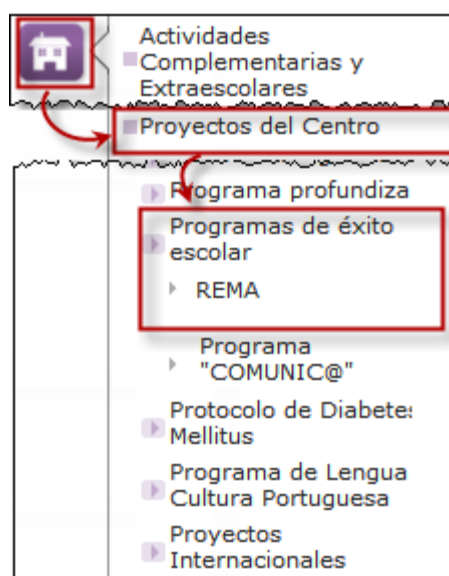 Actividades
Complementarias y
Extraescolares
Proyectos del Centro
Programa profundiza
Programas de éxito
escolar
REMA
Programa
"COMUNIC@"
Protocolo de Diabetes
Mellitus
Programa de Lengua
Cultura Portuguesa
Proyectos
Internacionales